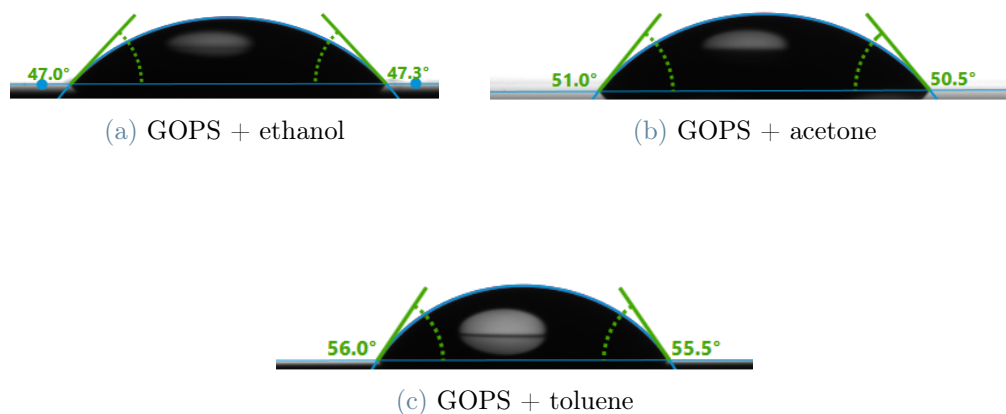 47.0° 47.3°
(a) GOPS + ethanol
51.0° 50.5°
(b) GOPS + acetone
56.0° 55.5°
(c) GOPS + toluene